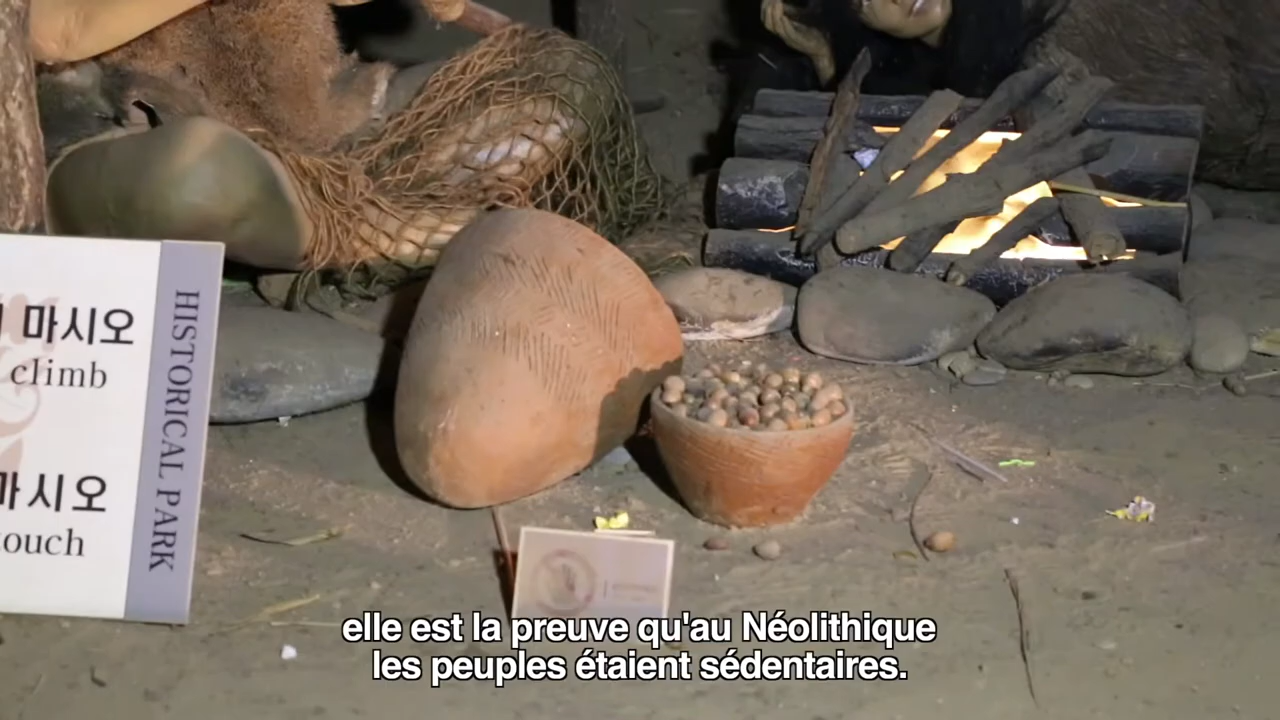 마시오
climb
마시오
touch
HISTORICAL PARK
elle est la preuve qu'au Néolithique
les peuples étaient sédentaires.